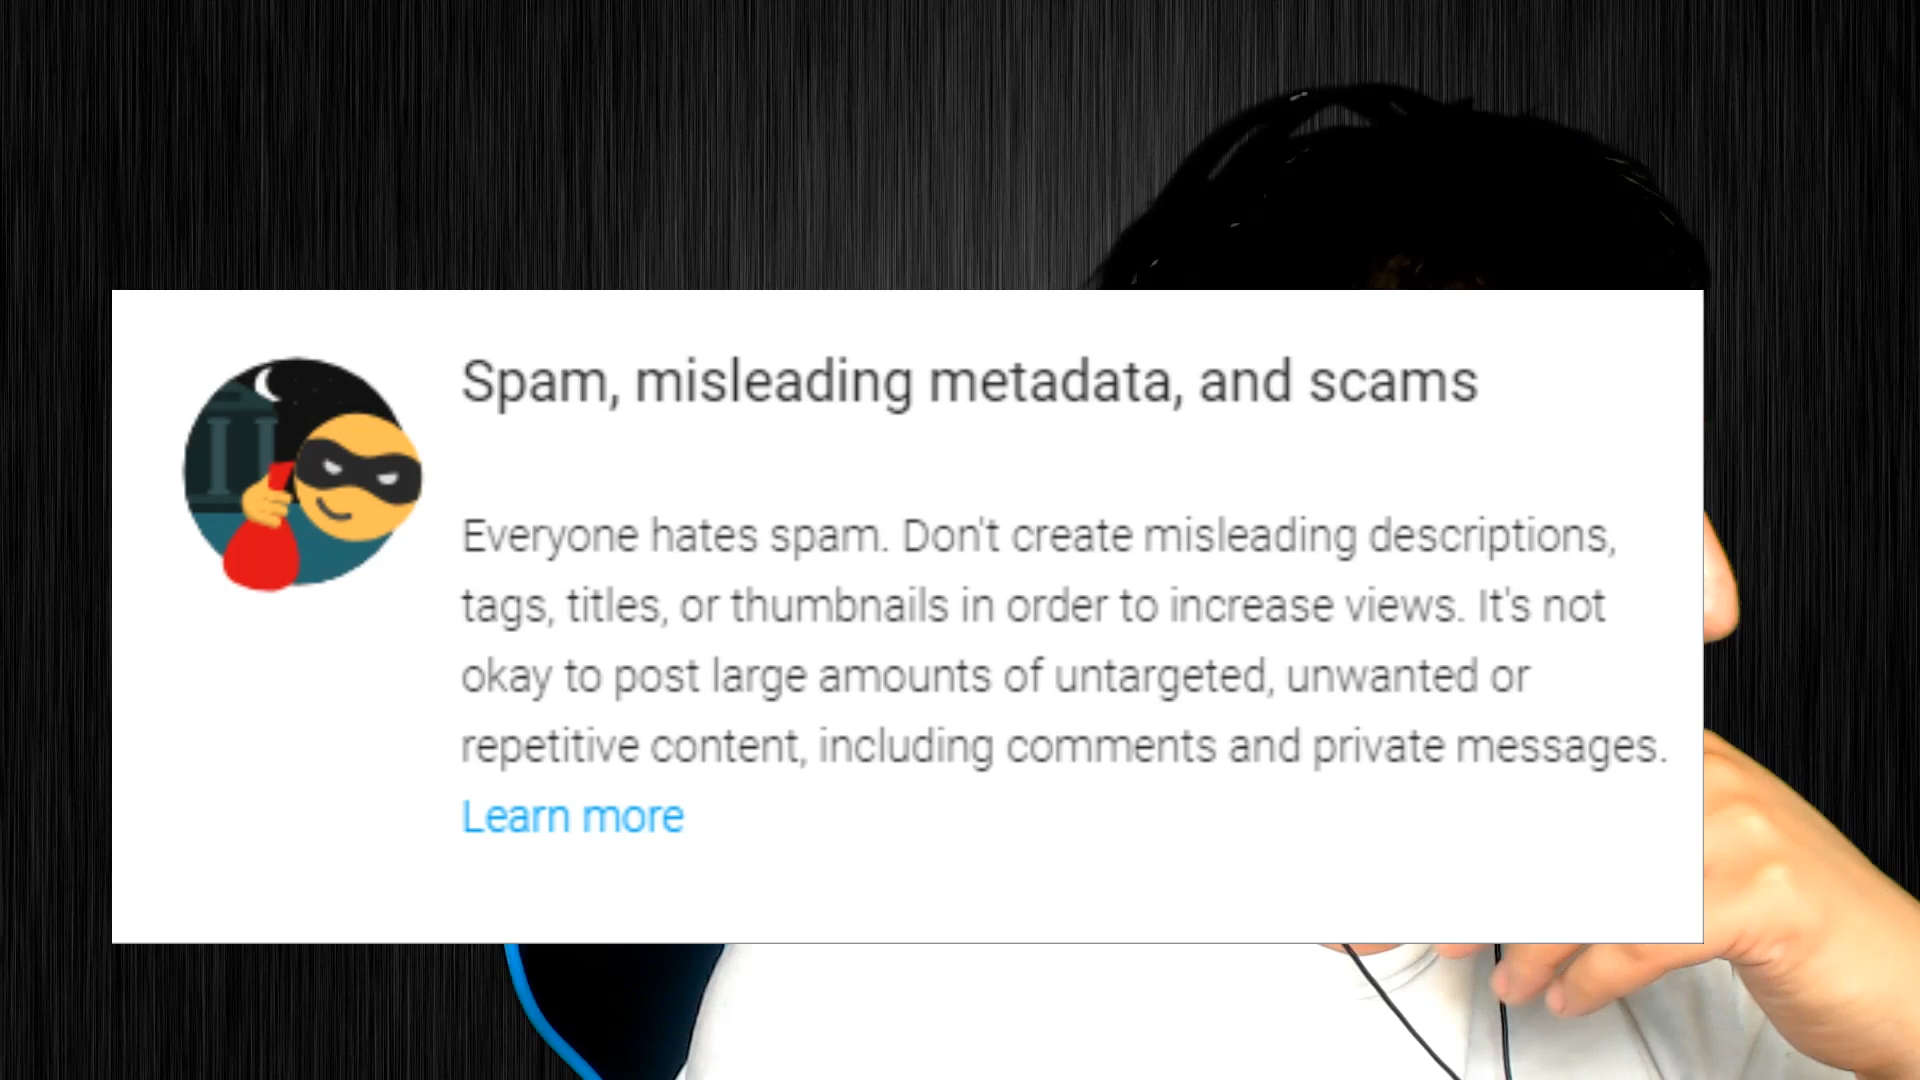 Spam, misleading metadata, and scams
Everyone hates spam. Don't create misleading descriptions,
tags, titles, or thumbnails in order to increase views. It's not
okay to post large amounts of untargeted, unwanted or
repetitive content, including comments and private messages.
Learn more